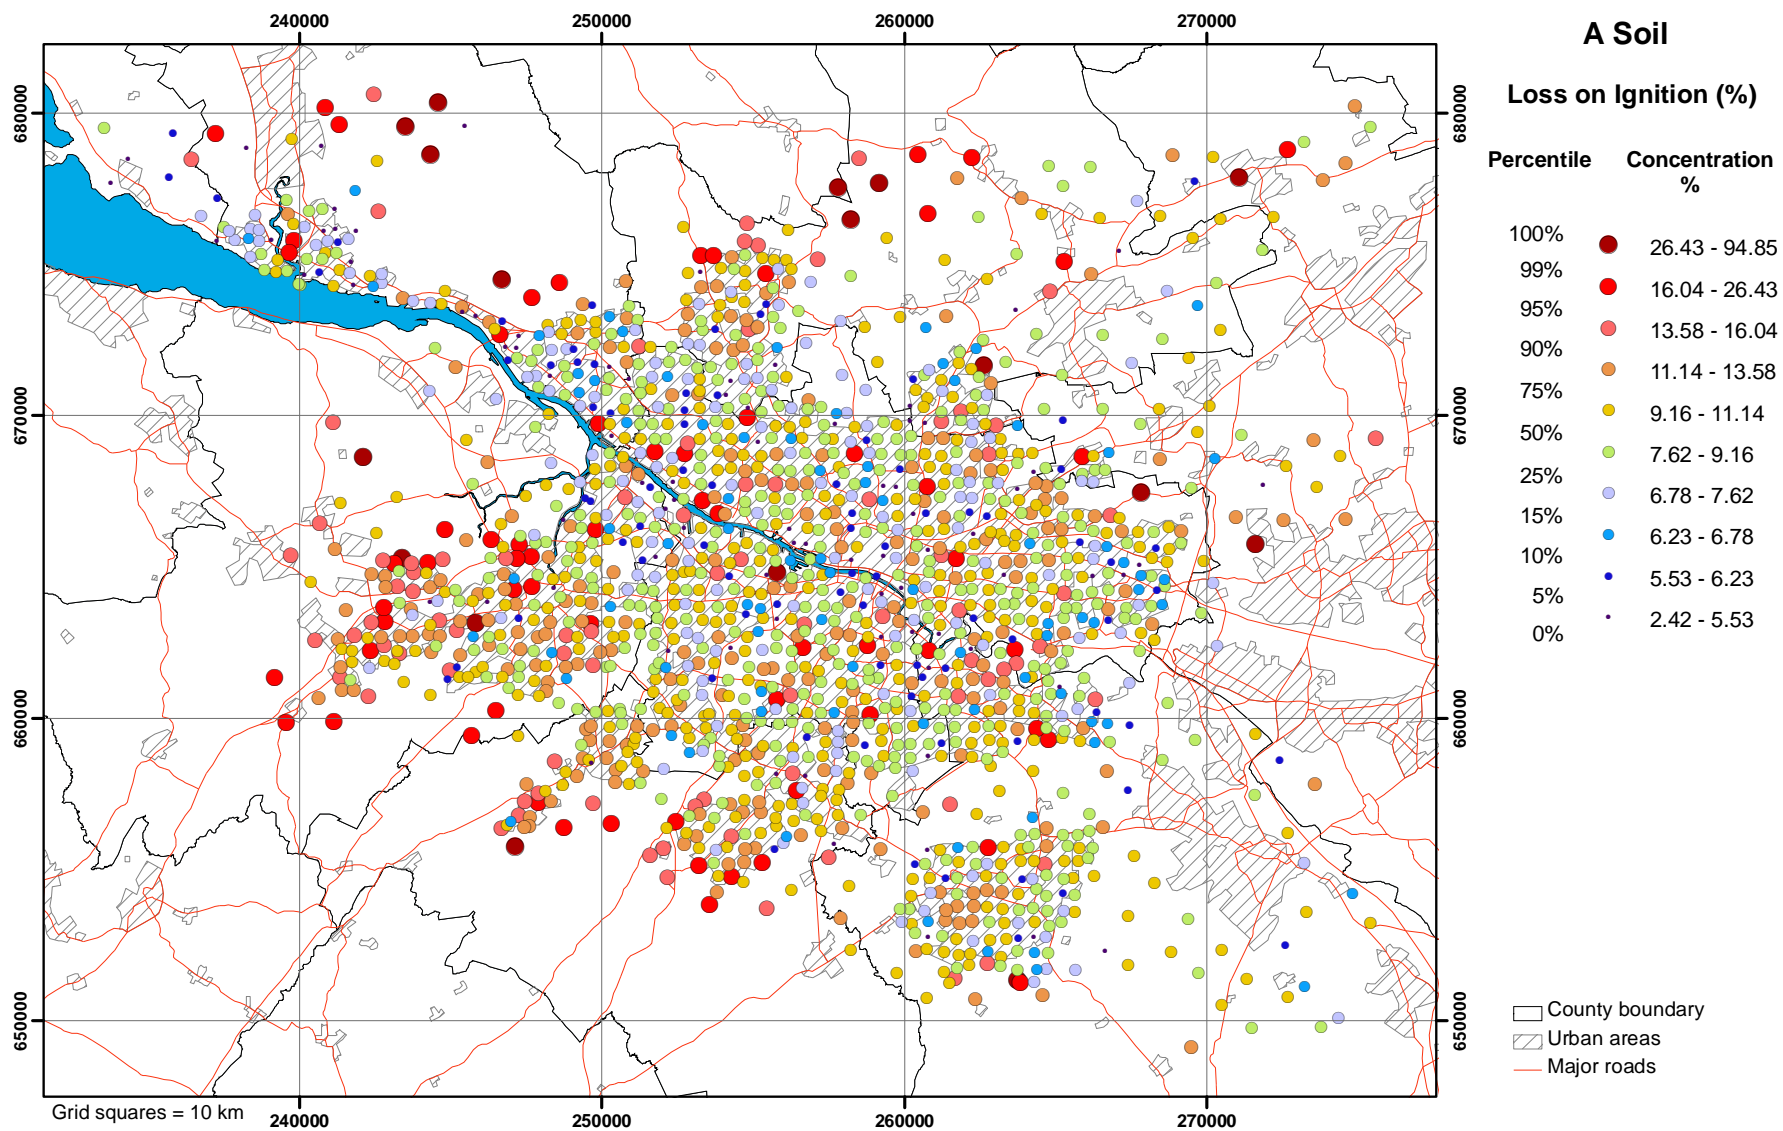 240000 250000 260000 270000
A Soil
Loss on Ignition (%)
680000 680000
Percentile Concentration
%
100%
26.43 - 94.85
99%
16.04 - 26.43
95%
13.58 - 16.04
90%
11.14 - 13.58
75%
9.16 - 11.14
670000 670000
50%
7.62 - 9.16
25%
6.78 - 7.62
15%
6.23 - 6.78
10%
5.53 - 6.23
5%
2.42 - 5.53
0%
660000 660000
650000 650000
County boundary
Urban areas
Major roads
Grid squares = 10 km
240000 250000 260000 270000